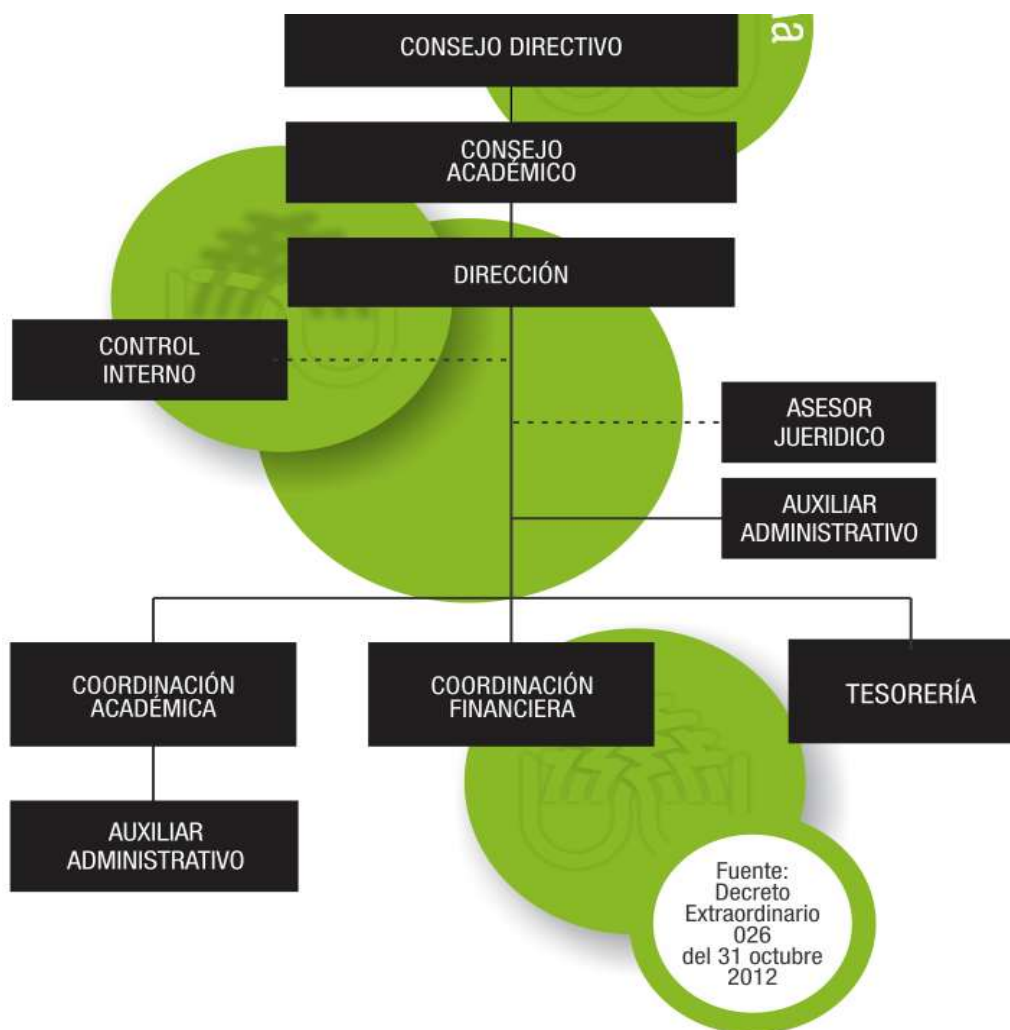 na
CONSEJO DIRECTIVO
CONSEJO
ACADÉMICO
DIRECCIÓN
CONTROL
INTERNO
ASESOR
JUERIDICO
AUXILIAR
ADMINISTRATIVO
COORDINACIÓN
ACADÉMICA
COORDINACIÓN
FINANCIERA
TESORERÍA
AUXILIAR
ADMINISTRATIVO
Fuente:
Decreto
Extraordinario
026
del 31 octubre
2012